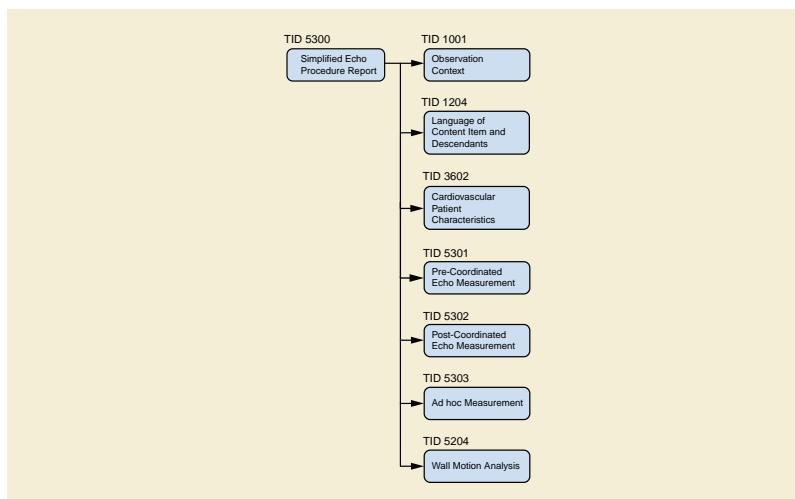 TID 5300
Simplified Echo
Procedure Report
TID 1001
Observation
Context
TID 1204
Language of
Content Item and
Descendants
TID 3602
Cardiovascular
Patient
Characteristics
TID 5301
Pre-Coordinated
Echo Measurement
TID 5302
Post-Coordinated
Echo Measurement
TID 5303
Ad hoc Measurement
TID 5204
Wall Motion Analysis